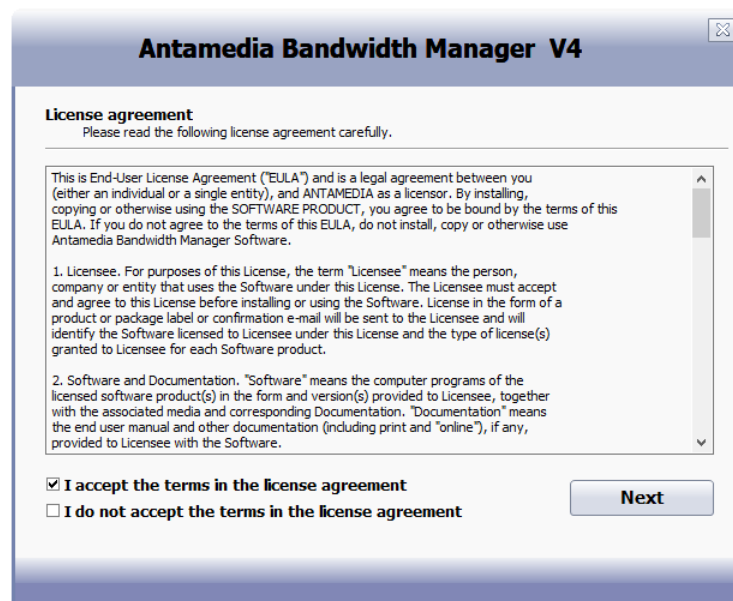 Antamedia Bandwidth Manager V4
License agreement
Please read the following license agreement carefully.
This is End-User License Agreement ("EULA") and is a legal agreement between you
(either an individual or a single entity), and ANTAMEDIA as a licensor. By installing,
copying or otherwise using the SOFTWARE PRODUCT, you agree to be bound by the terms of this
EULA. If you do not agree to the terms of this EULA, do not install, copy or otherwise use
Antamedia Bandwidth Manager Software.
1. Licensee. For purposes of this License, the term "Licensee" means the person,
company or entity that uses the Software under this License. The Licensee must accept
and agree to this License before installing or using the Software. License in the form of a
product or package label or confirmation e-mail will be sent to the Licensee and will
identify the Software licensed to Licensee under this License and the type of license(s)
granted to Licensee for each Software product.
2. Software and Documentation. "Software" means the computer programs of the
licensed software product(s) in the form and version(s) provided to Licensee, together
with the associated media and corresponding Documentation. "Documentation" means
the end user manual and other documentation (including print and "online"), if any,
provided to Licensee with the Software.
I accept the terms in the license agreement
Next
I do not accept the terms in the license agreement